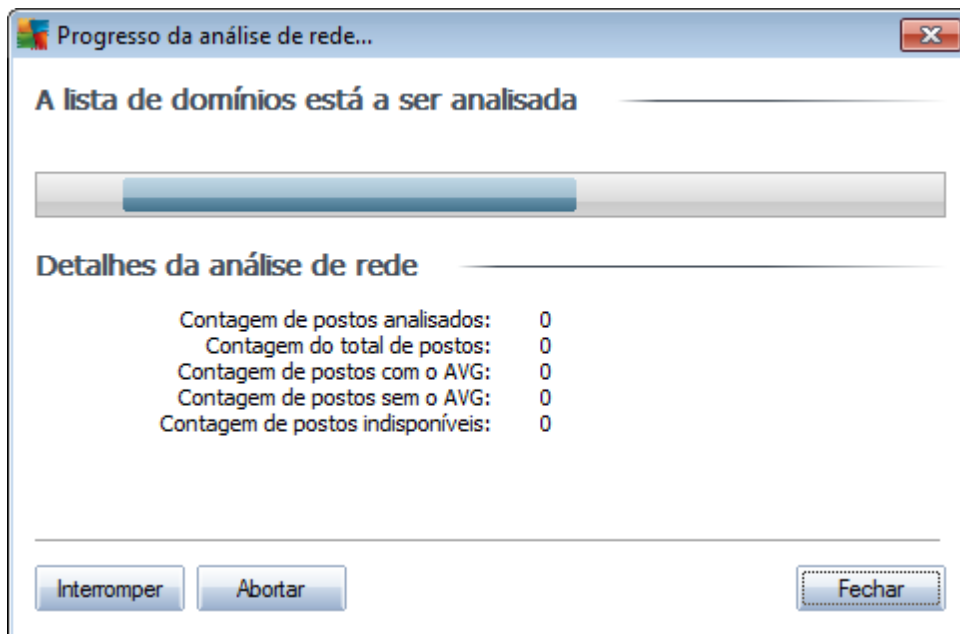 Progresso da análise de rede...
A lista de domínios está a ser analisada
Detalhes da análise de rede
Contagem de postos analisados: 0
Contagem do total de postos: 0
Contagem de postos com o AVG: 0
Contagem de postos sem o AVG: 0
Contagem de postos indisponíveis: 0
Interromper Abortar Fechar